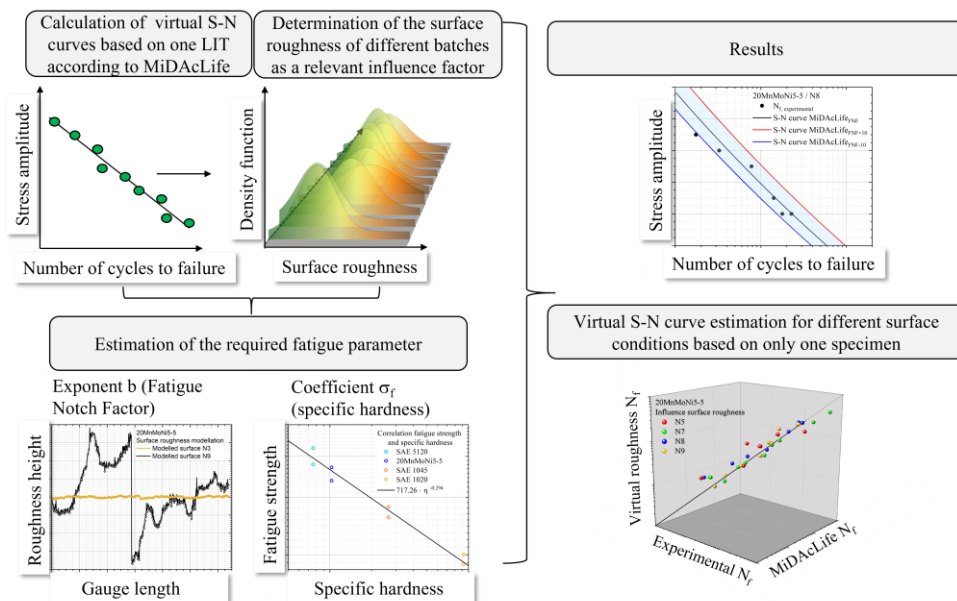 Calculation of virtual S-N
curves based on one LIT
according to MiDAcLife
Determination of the surface
roughness of different batches
as a relevant influence factor
Stress amplitude
Number of cycles to failure
Density function
Surface roughness
Estimation of the required fatigue parameter
Exponent b (Fatigue
Notch Factor)
Roughness height
20MnMoNi5-5
Surface roughness modellation
Modelled surface N3
Modelled surface N9
Gauge length
Coefficient σf
(specific hardness)
Fatigue strength
Correlation fatigue strength
and specific hardness
SAE 5120
20MnMoNi5-5
SAE 1045
SAE 1020
717.26 · η^-0.294
Specific hardness
Results
Stress amplitude
20MnMoNi5-5 / N8
Nf, experimental
S-N curve MiDAcLifeFNF
S-N curve MiDAcLifeFNF+10
S-N curve MiDAcLifeFNF-10
Number of cycles to failure
Virtual S-N curve estimation for different surface
conditions based on only one specimen
Virtual roughness Nf
20MnMoNi5-5
Influence surface roughness
N5
N7
N8
N9
Experimental Nf
MiDAcLife Nf